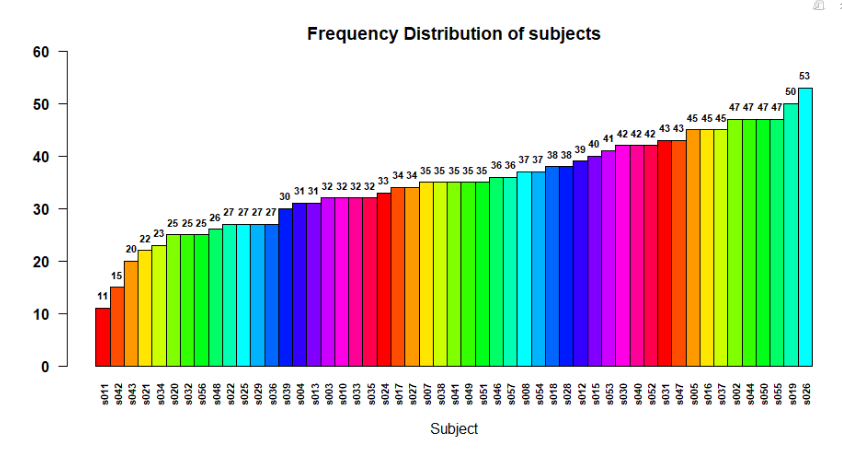 Frequency Distribution of subjects
60
50
40
30
20
10
0
11 15 20 22 23 25 25 25 26 27 27 27 27 30 31 31 32 32 32 32 33 34 34 35 35 35 35 35 36 36 37 37 38 38 39 40 41 42 42 42 43 43 45 45 45 47 47 47 47 50 53
s011 s042 s043 s021 s034 s020 s032 s056 s048 s022 s025 s029 s036 s039 s004 s013 s003 s010 s033 s035 s024 s017 s027 s007 s038 s041 s049 s051 s046 s057 s008 s054 s018 s028 s012 s015 s053 s030 s040 s052 s031 s047 s005 s016 s037 s002 s044 s050 s055 s019 s026
Subject